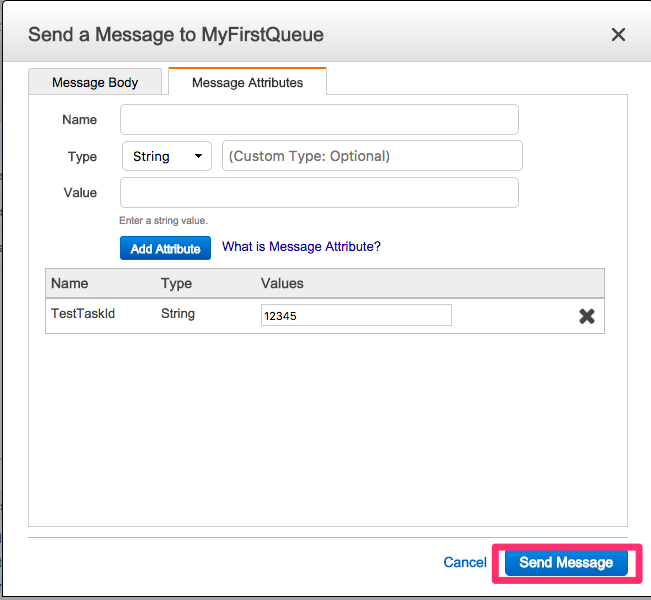 Send a Message to MyFirstQueue
Message Body
Message Attributes
Name
Type
String
(Custom Type: Optional)
Value
Enter a string value.
Add Attribute
What is Message Attribute?
Name Type Values
TestTaskId String 12345
Cancel
Send Message